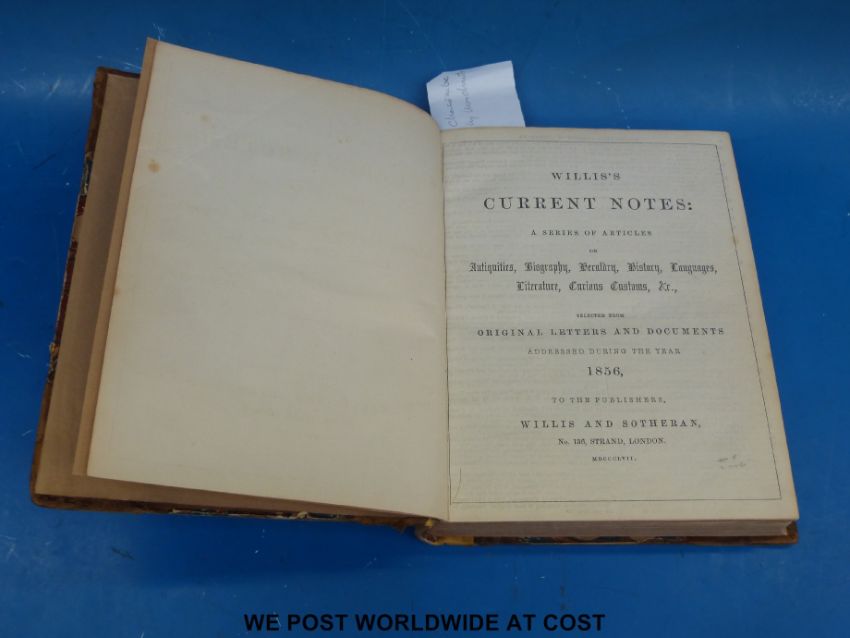 WILLIS'S
CURRENT NOTES:
A SERIES OF ARTICLES
ON
Antiquities, Biography, Heraldry, History, Languages,
Literature, Curious Customs, &c.,
SELECTED FROM
ORIGINAL LETTERS AND DOCUMENTS
ADDRESSED DURING THE YEAR
1856,
TO THE PUBLISHERS,
WILLIS AND SOTHERAN,
No. 136, STRAND, LONDON.
MDCCCLVII.
WE POST WORLDWIDE AT COST